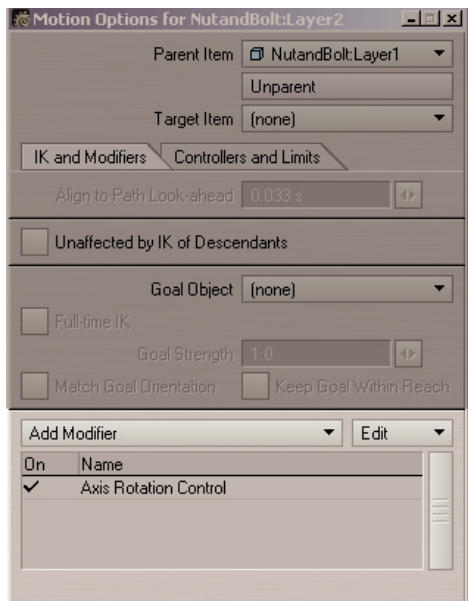 Motion Options for NutandBolt:Layer2
Parent Item NutandBolt:Layer1
Unparent
Target Item (none)
IK and Modifiers Controllers and Limits
Align to Path Look-ahead 0.033 s
Unaffected by IK of Descendants
Goal Object (none)
Full-time IK
Goal Strength 1.0
Match Goal Orientation Keep Goal Within Reach
Add Modifier Edit
On Name
Axis Rotation Control